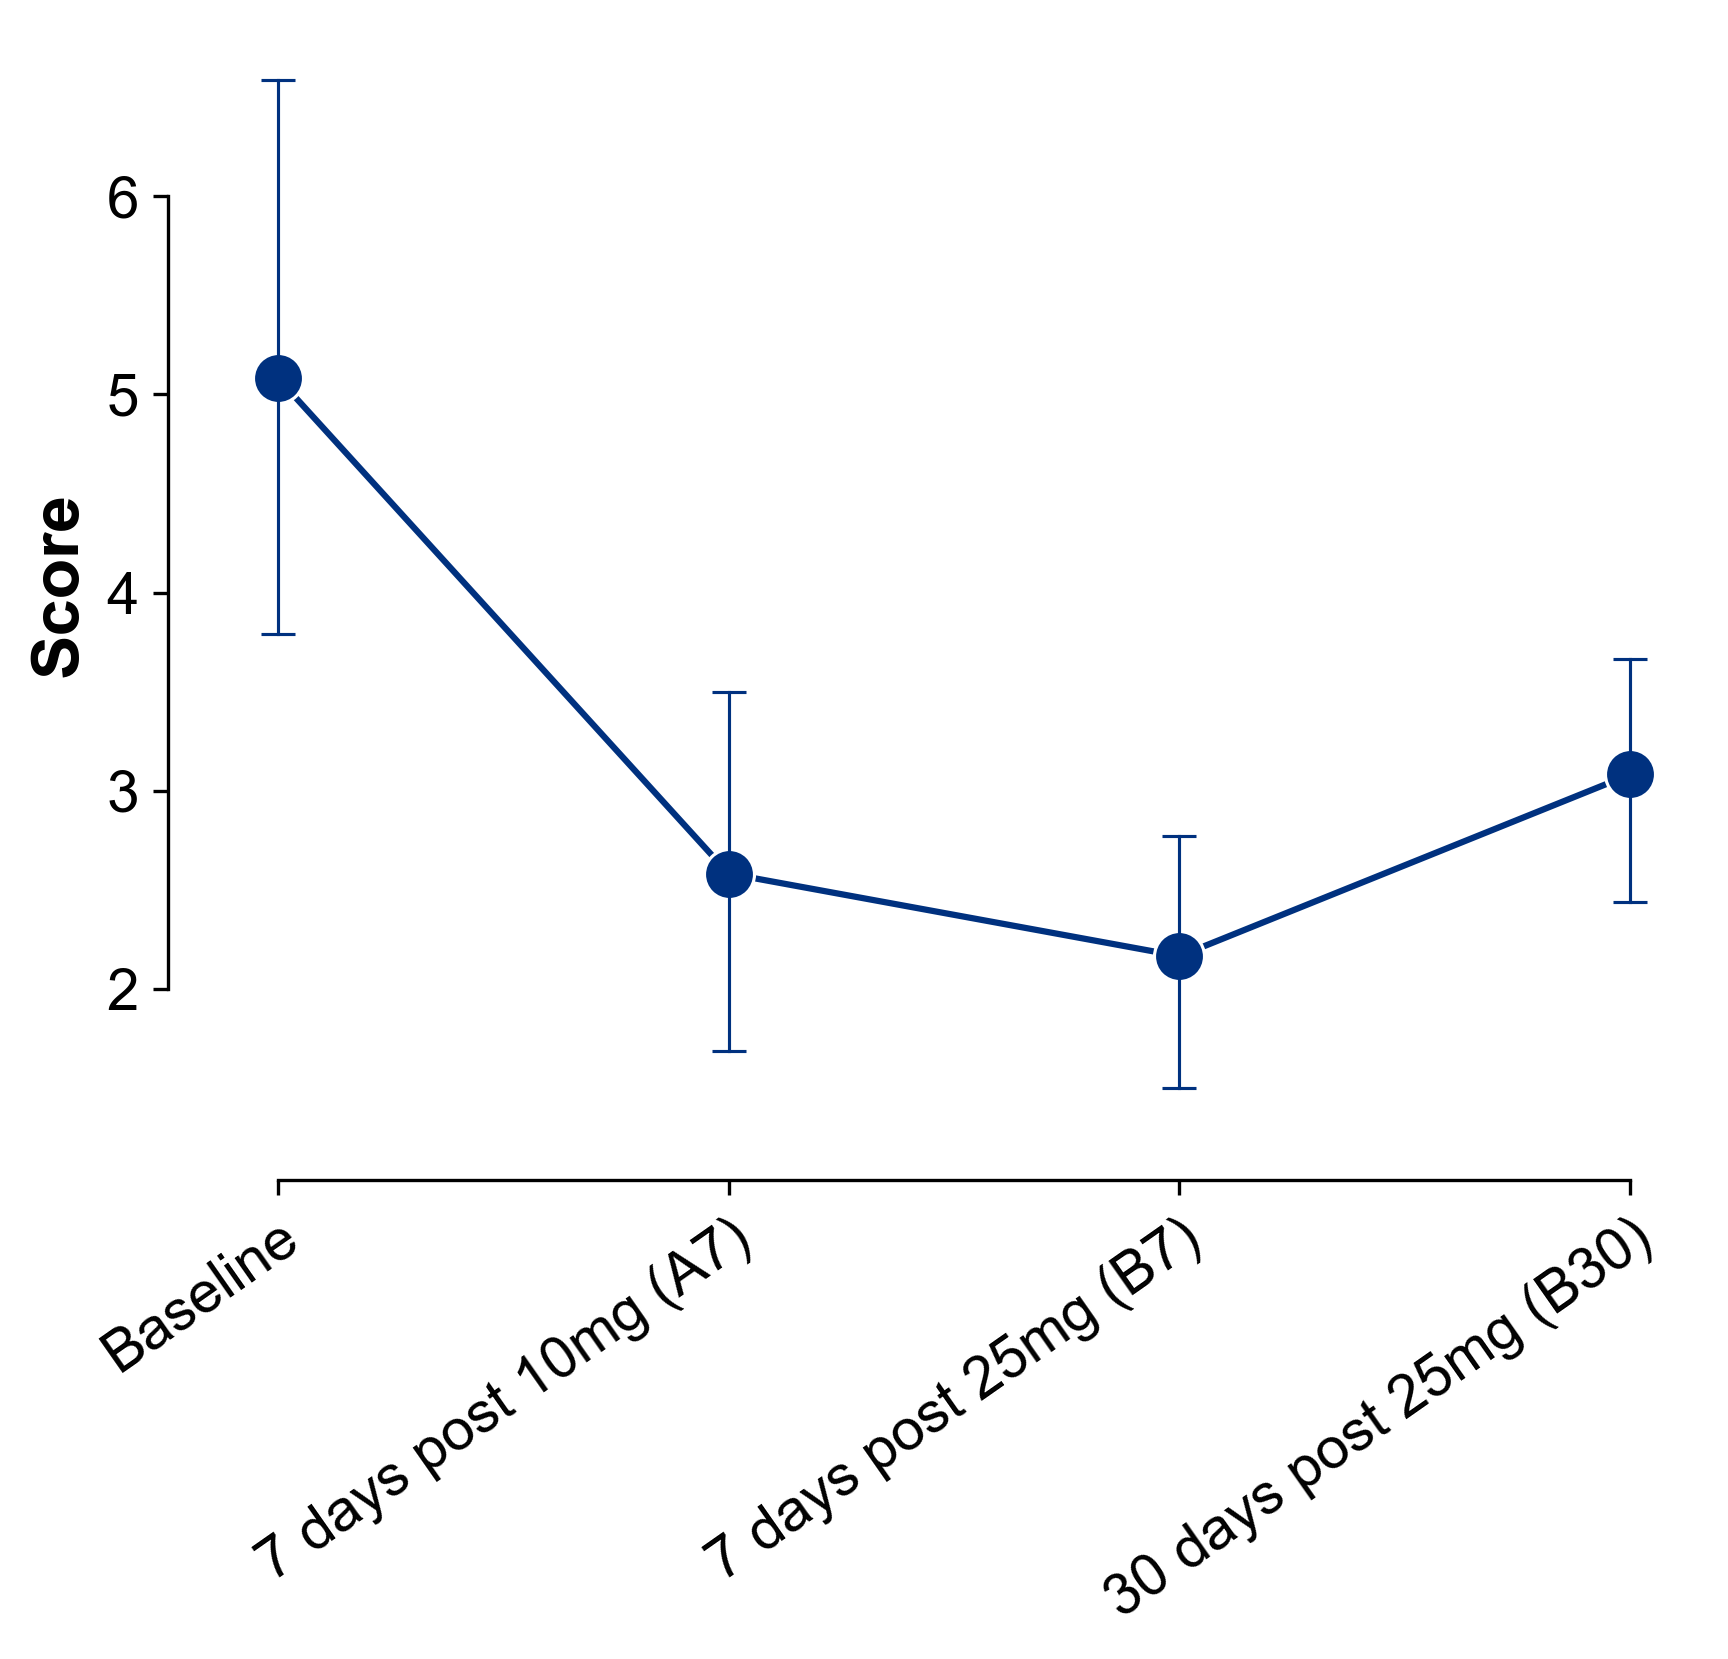 6
5
4
3
2
Score
Baseline
7 days post 10mg (A7)
7 days post 25mg (B7)
30 days post 25mg (B30)